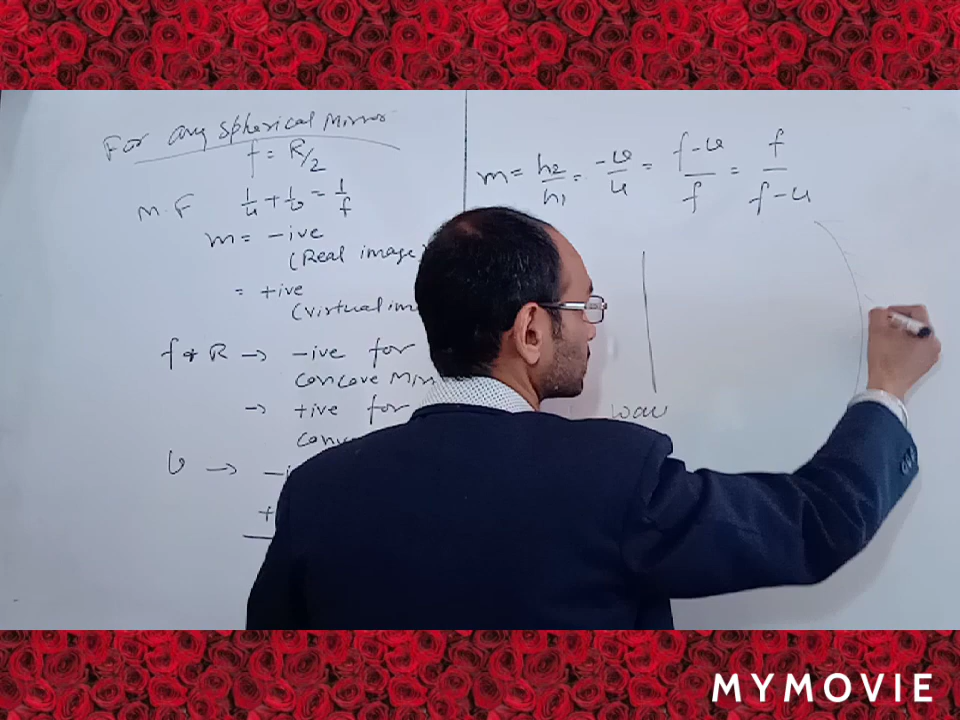 For any spherical Mirror
f = R/2
M.F 1/u + 1/v = 1/f
m = -ive
(Real image)
= +ive
(virtual im
f & R → -ive for
concave Mir
→ +ive for
conv
v → -i
+
m = h2/h1 = -v/u = f-v/f = f/f-u
wall
MYMOVIE